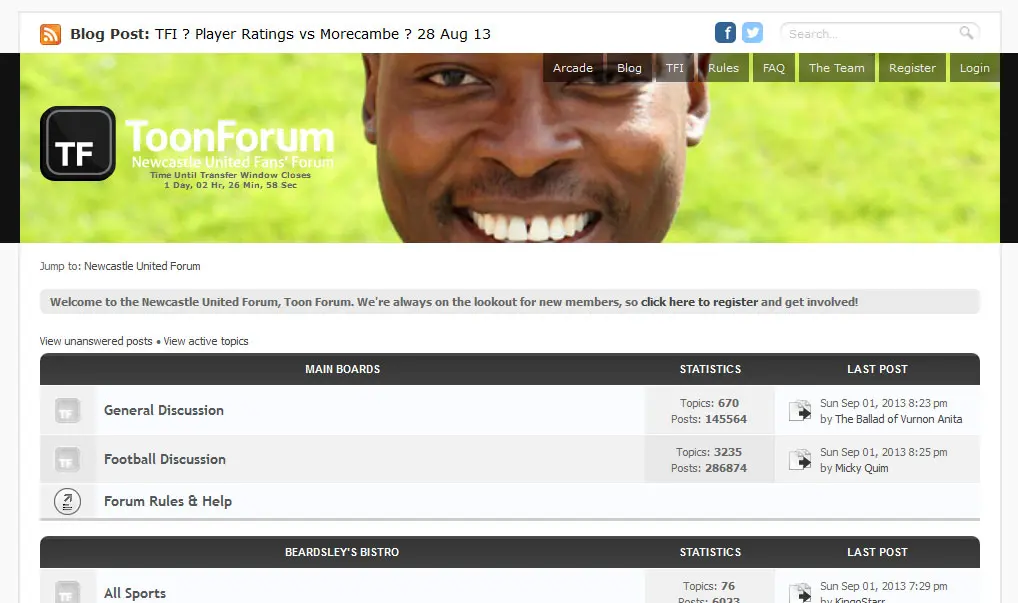 Blog Post: TFI ? Player Ratings vs Morecambe ? 28 Aug 13
f
Search...
Arcade Blog TFI Rules FAQ The Team Register Login
TF
ToonForum
Newcastle United Fans' Forum
Time Until Transfer Window Closes
1 Day, 02 Hr, 26 Min, 58 Sec
Jump to: Newcastle United Forum
Welcome to the Newcastle United Forum, Toon Forum. We're always on the lookout for new members, so click here to register and get involved!
View unanswered posts • View active topics
MAIN BOARDS STATISTICS LAST POST
TF
General Discussion
Topics: 670
Posts: 145564
Sun Sep 01, 2013 8:23 pm
by The Ballad of Vurnon Anita
TF
Football Discussion
Topics: 3235
Posts: 286874
Sun Sep 01, 2013 8:25 pm
by Micky Quim
Forum Rules & Help
BEARDSLEY'S BISTRO STATISTICS LAST POST
TF
All Sports
Topics: 76
Posts: 6023
Sun Sep 01, 2013 7:29 pm
by KingoStarr